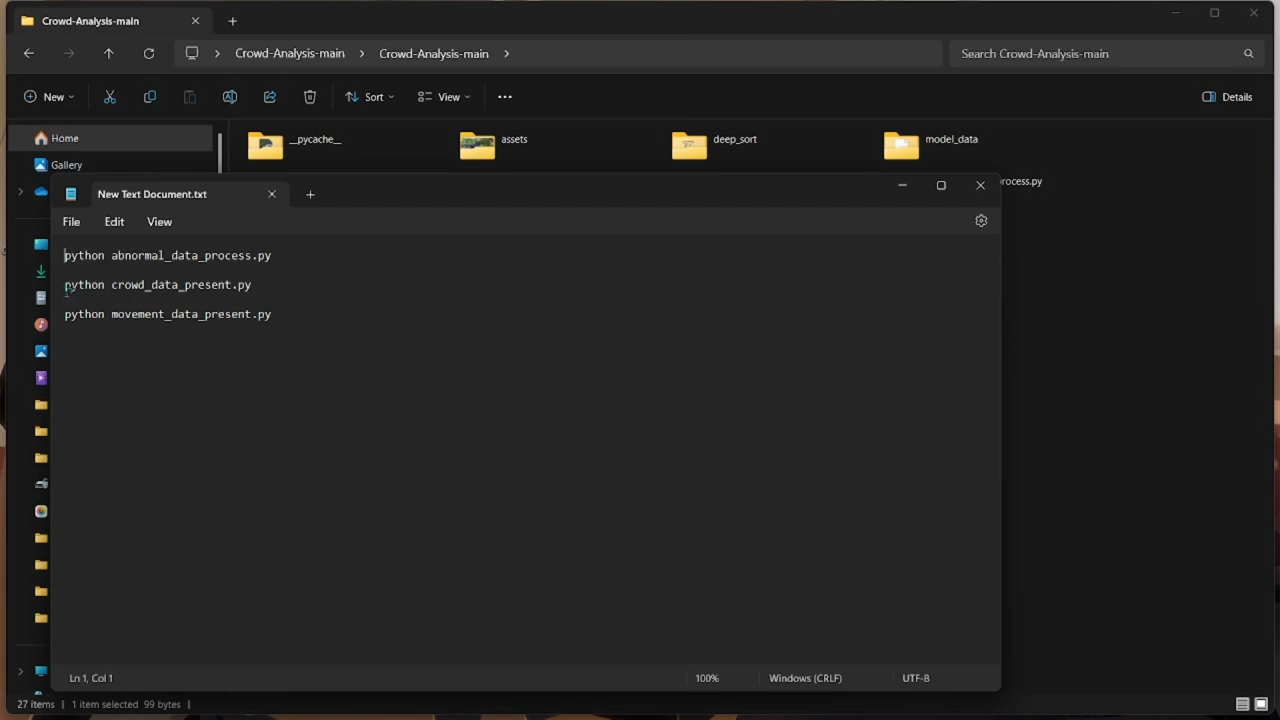 Crowd-Analysis-main
Crowd-Analysis-main > Crowd-Analysis-main >
Search Crowd-Analysis-main
New
Sort
View
Details
Home
Gallery
__pycache__
assets
deep_sort
model_data
rocess.py
New Text Document.txt
File Edit View
python abnormal_data_process.py
python crowd_data_present.py
python movement_data_present.py
Ln 1, Col 1
100%
Windows (CRLF)
UTF-8
27 items
1 item selected 99 bytes